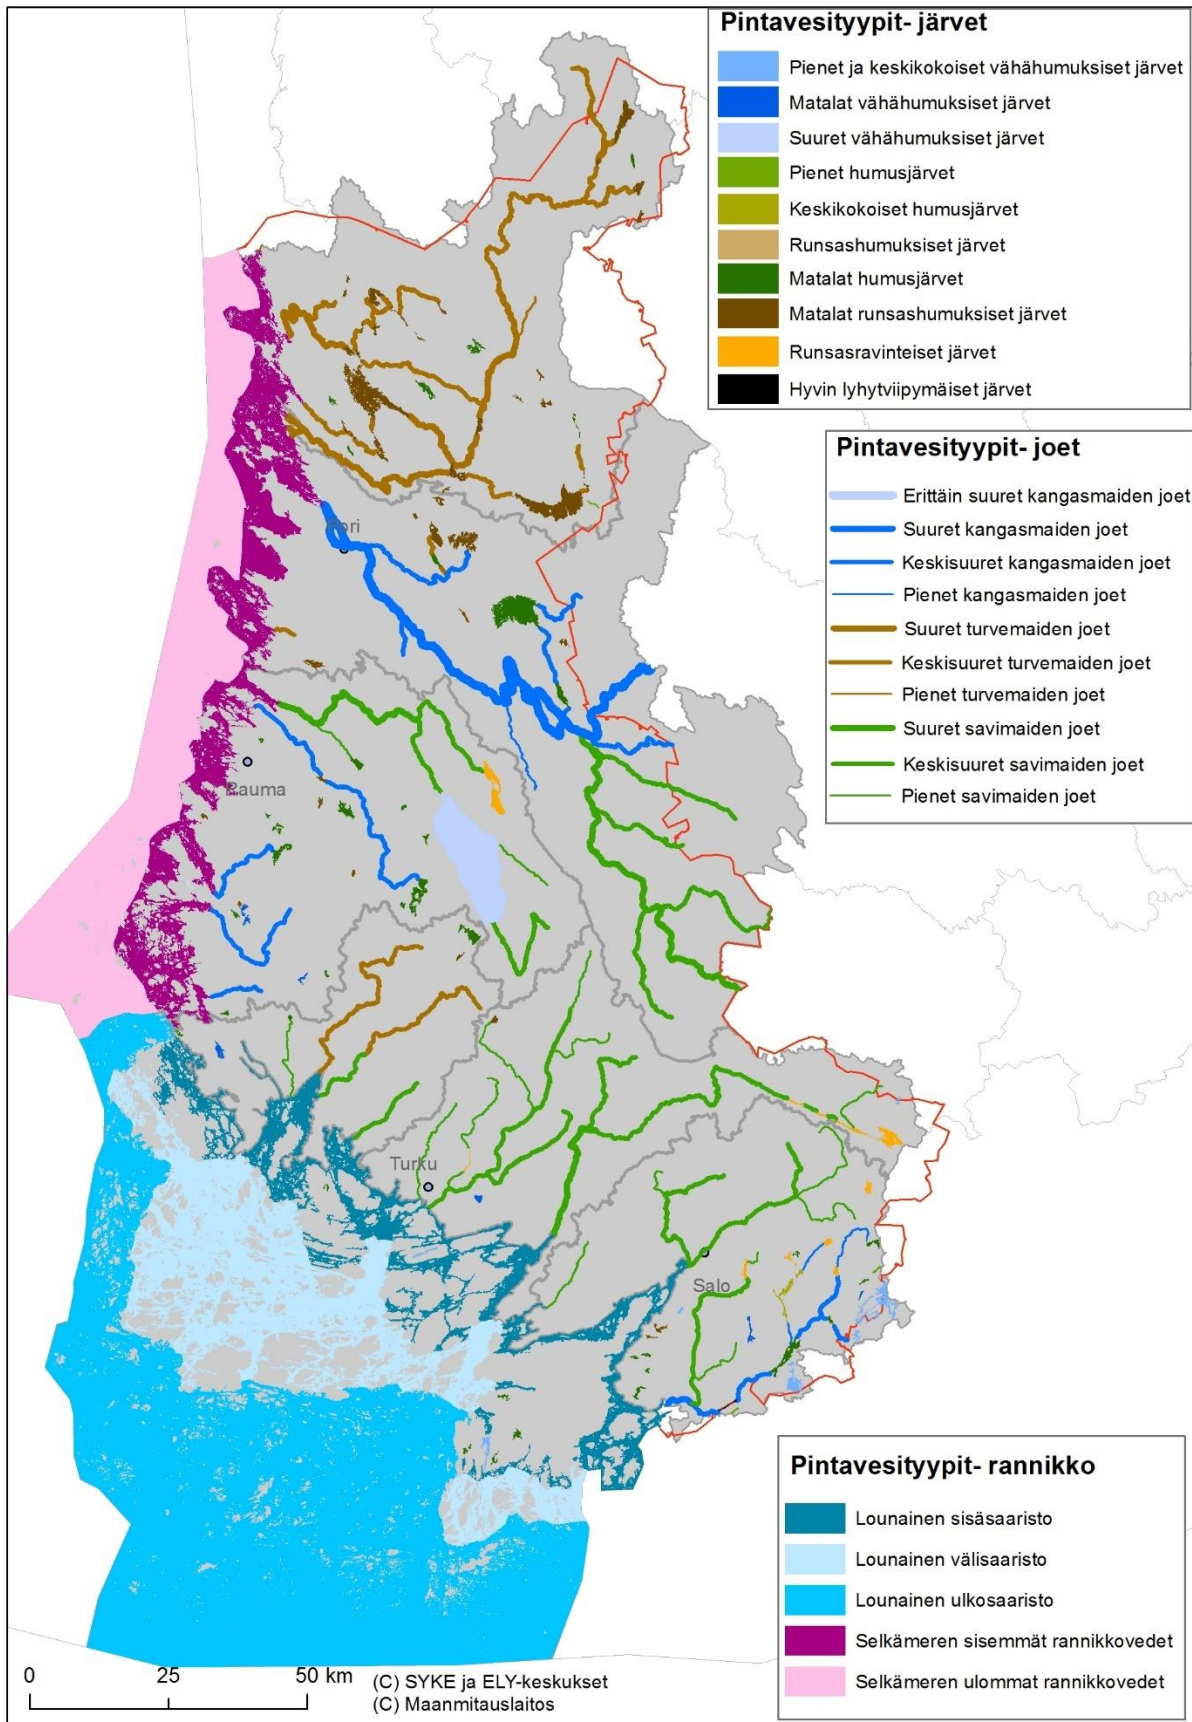 Pintavesityypit- järvet
Pienet ja keskikokoiset vähähumuksiset järvet
Matalat vähähumuksiset järvet
Suuret vähähumuksiset järvet
Pienet humusjärvet
Keskikokoiset humusjärvet
Runsashumuksiset järvet
Matalat humusjärvet
Matalat runsashumuksiset järvet
Runsasravinteiset järvet
Hyvin lyhytviipymäiset järvet
Pintavesityypit- joet
Erittäin suuret kangasmaiden joet
Suuret kangasmaiden joet
Keskisuuret kangasmaiden joet
Pienet kangasmaiden joet
Suuret turvemaiden joet
Keskisuuret turvemaiden joet
Pienet turvemaiden joet
Suuret savimaiden joet
Keskisuuret savimaiden joet
Pienet savimaiden joet
Pori
Rauma
Turku
Salo
Pintavesityypit- rannikko
Lounainen sisäsaaristo
Lounainen välisaaristo
Lounainen ulkosaaristo
Selkämeren sisemmät rannikkovedet
Selkämeren ulommat rannikkovedet
0 25 50 km
(C) SYKE ja ELY-keskukset
(C) Maanmitauslaitos